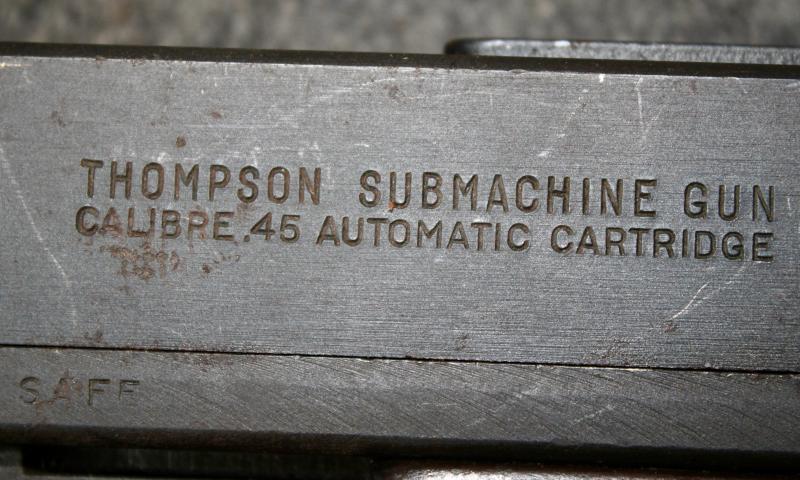 THOMPSON SUBMACHINE GUN
CALIBRE .45 AUTOMATIC CARTRIDGE
SAFE